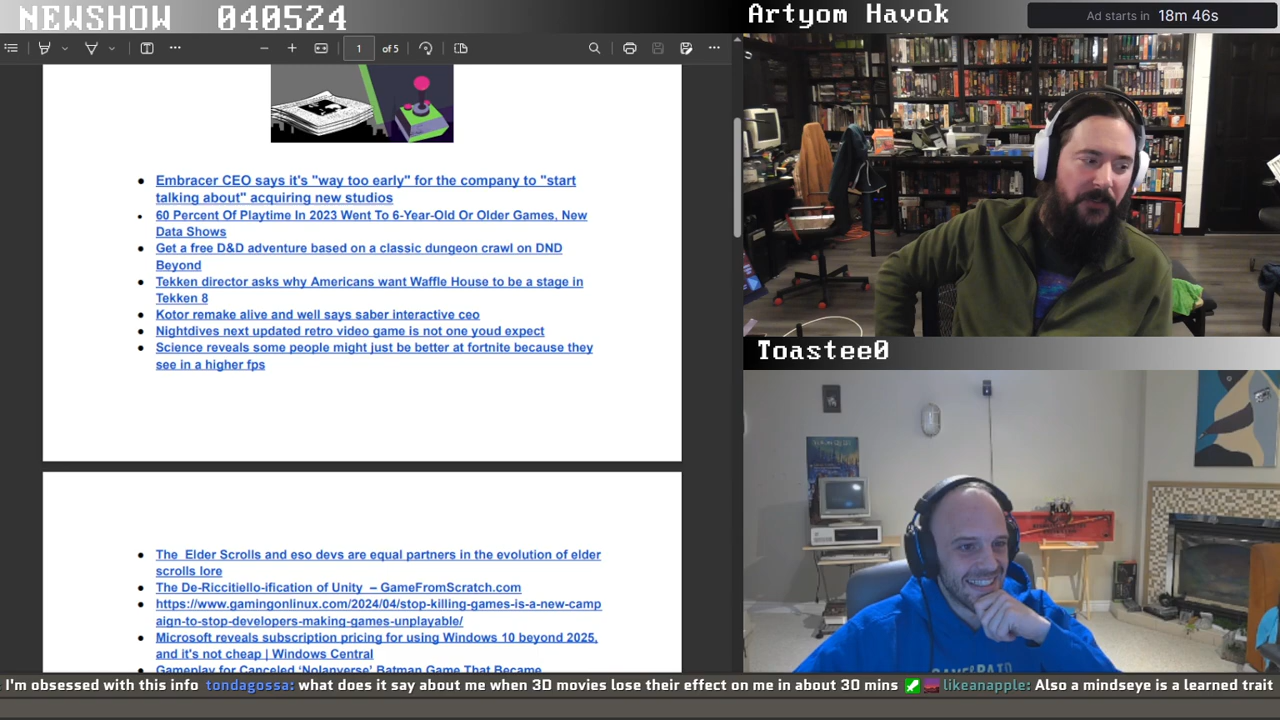 NEWSHOW 040524
Artyom Havok
Ad starts in 18m 46s
1 of 5
Embracer CEO says it's "way too early" for the company to "start
talking about" acquiring new studios
60 Percent Of Playtime In 2023 Went To 6-Year-Old Or Older Games, New
Data Shows
Get a free D&D adventure based on a classic dungeon crawl on DND
Beyond
Tekken director asks why Americans want Waffle House to be a stage in
Tekken 8
Kotor remake alive and well says saber interactive ceo
Nightdives next updated retro video game is not one youd expect
Science reveals some people might just be better at fortnite because they
see in a higher fps
Toastee0
The Elder Scrolls and eso devs are equal partners in the evolution of elder
scrolls lore
The De-Riccitiello-ification of Unity – GameFromScratch.com
https://www.gamingonlinux.com/2024/04/stop-killing-games-is-a-new-camp
aign-to-stop-developers-making-games-unplayable/
Microsoft reveals subscription pricing for using Windows 10 beyond 2025,
and it's not cheap | Windows Central
Gameplay for Canceled 'Nolanverse' Batman Game That Became
I'm obsessed with this info tondagossa: what does it say about me when 3D movies lose their effect on me in about 30 mins likeanapple: Also a mindseye is a learned trait